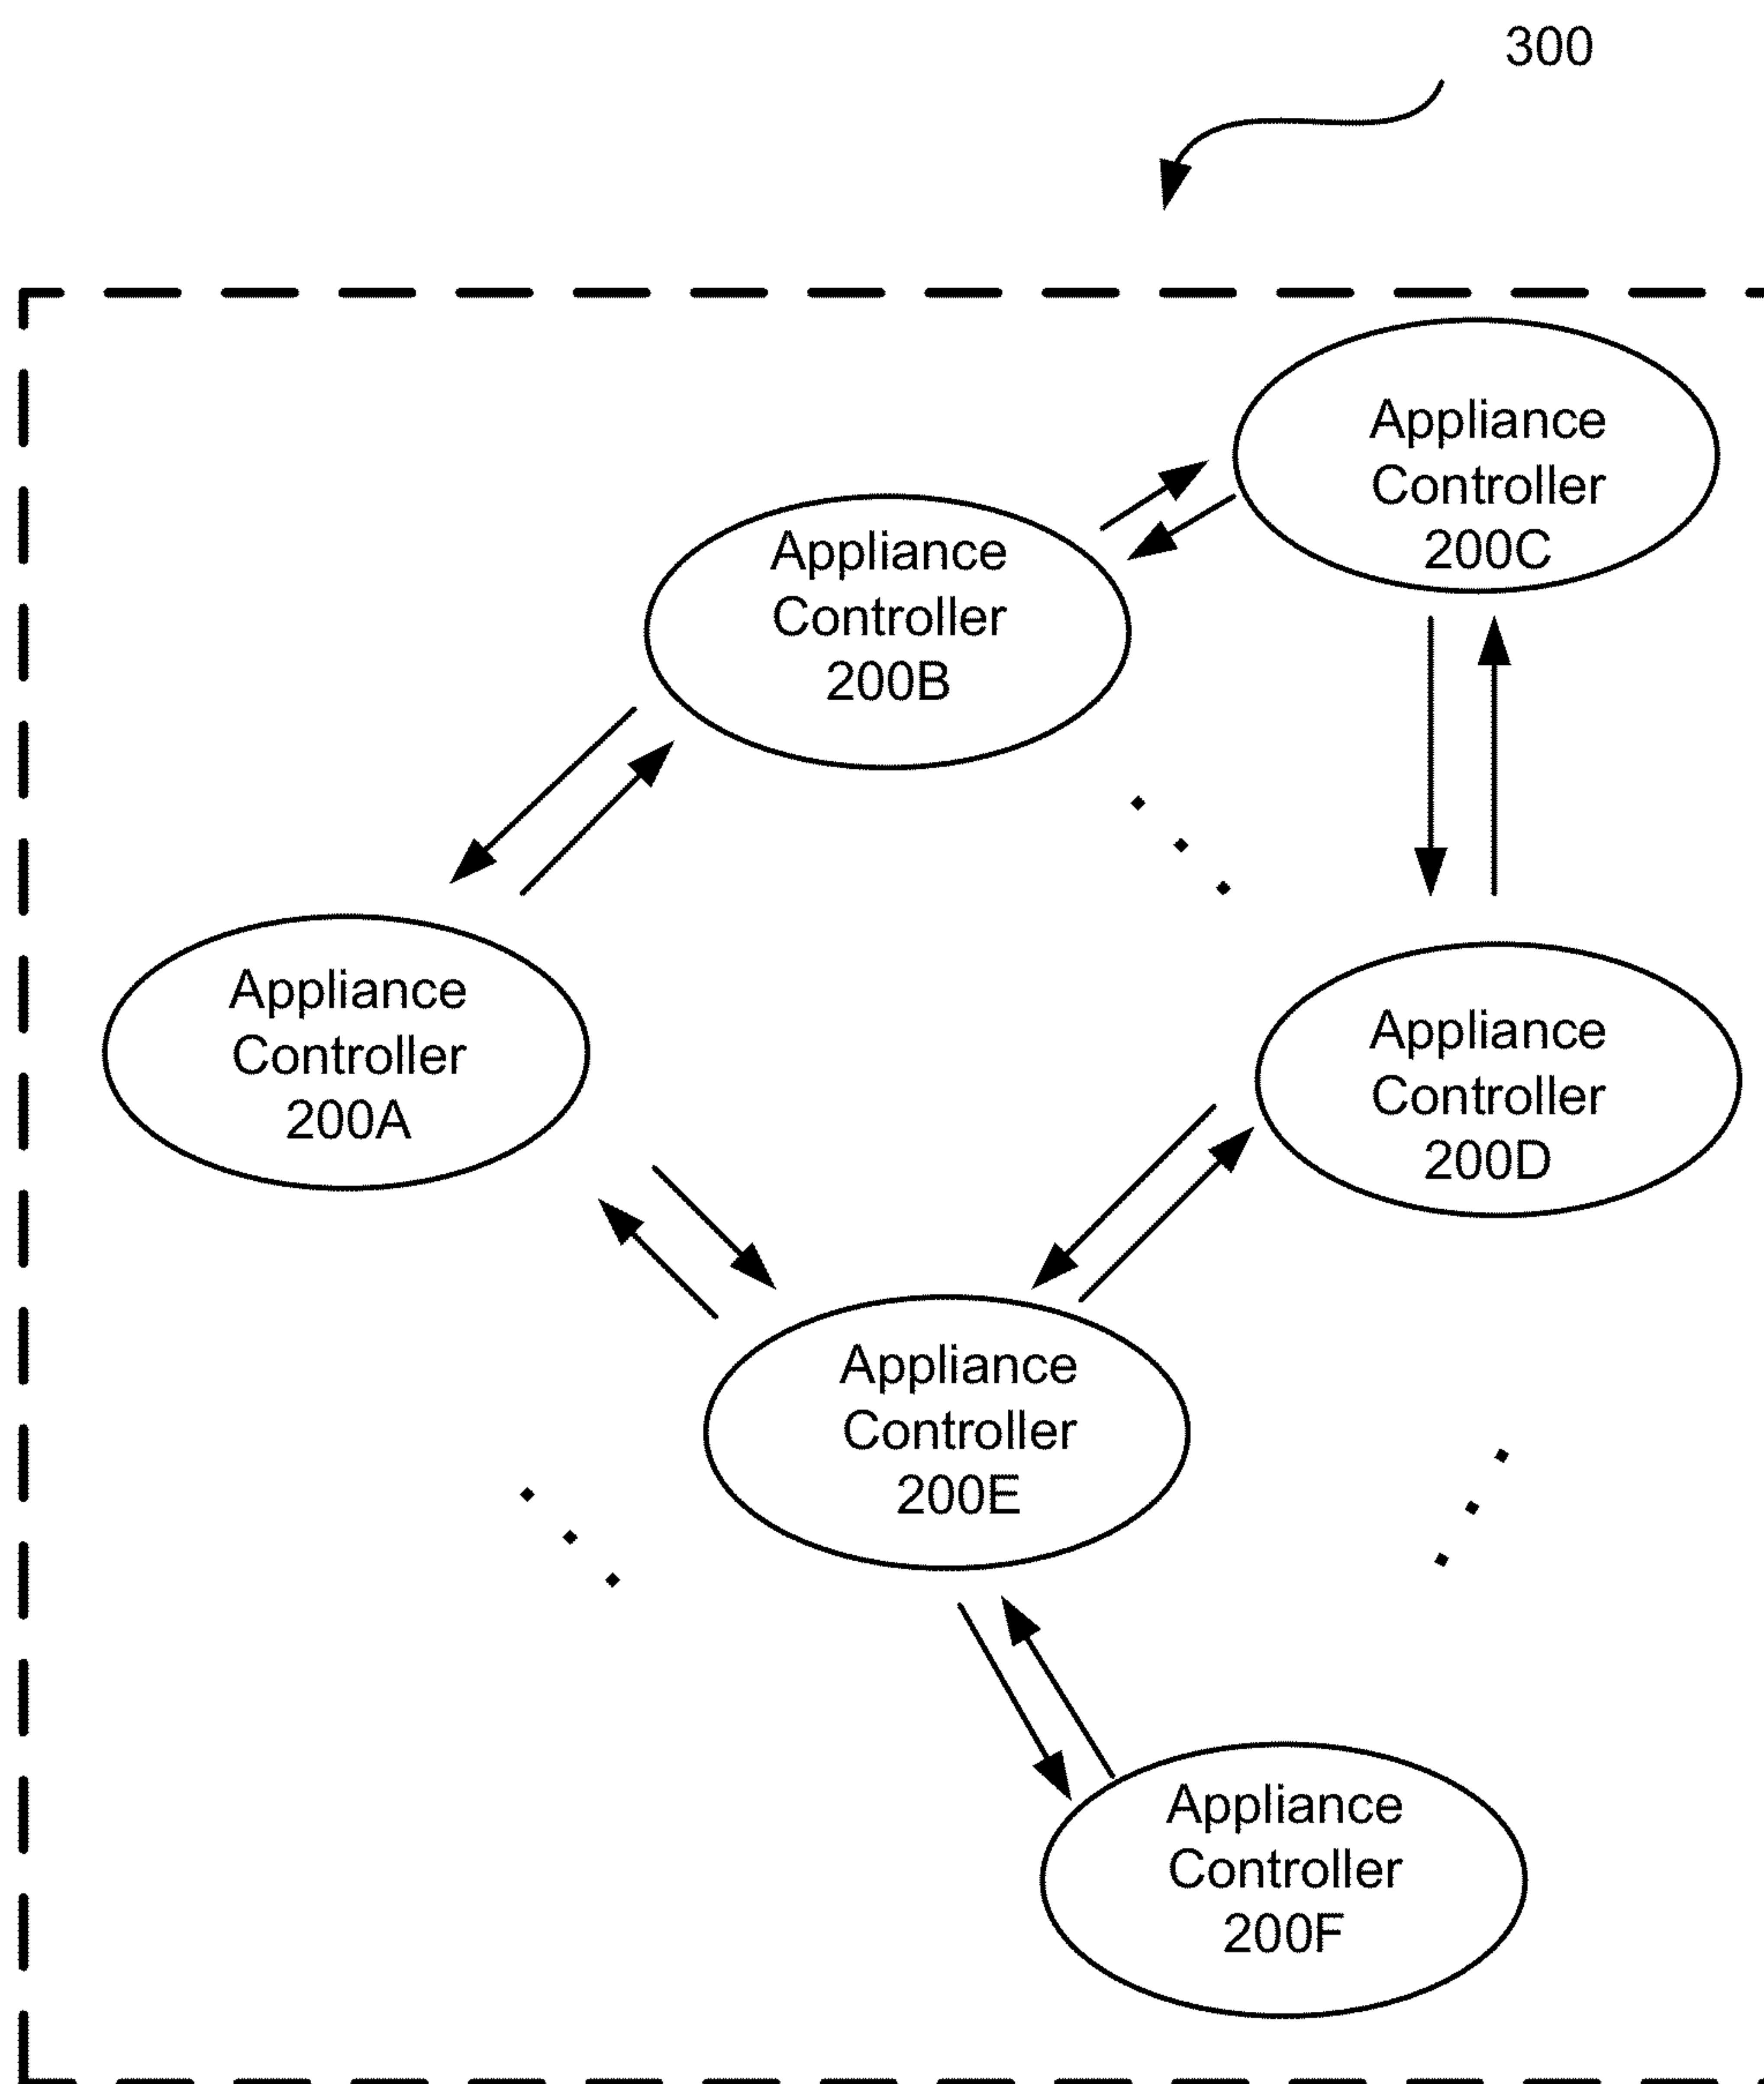 300
Appliance
Controller
200C
Appliance
Controller
200B
Appliance
Controller
200A
Appliance
Controller
200D
Appliance
Controller
200E
Appliance
Controller
200F